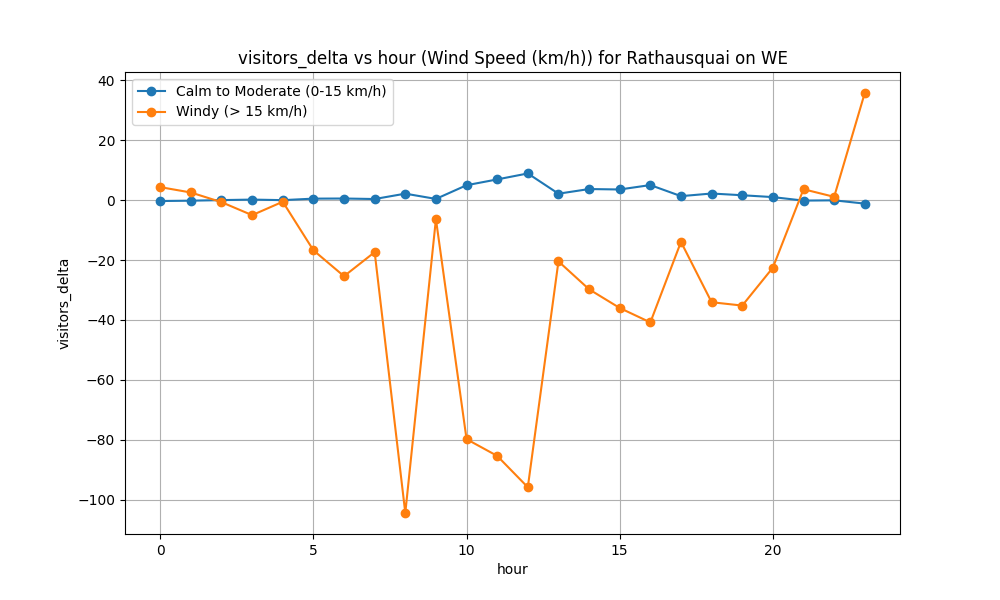 visitors_delta vs hour (Wind Speed (km/h)) for Rathausquai on WE
Calm to Moderate (0-15 km/h)
Windy (> 15 km/h)
visitors_delta
40
20
0
−20
−40
−60
−80
−100
0 5 10 15 20
hour